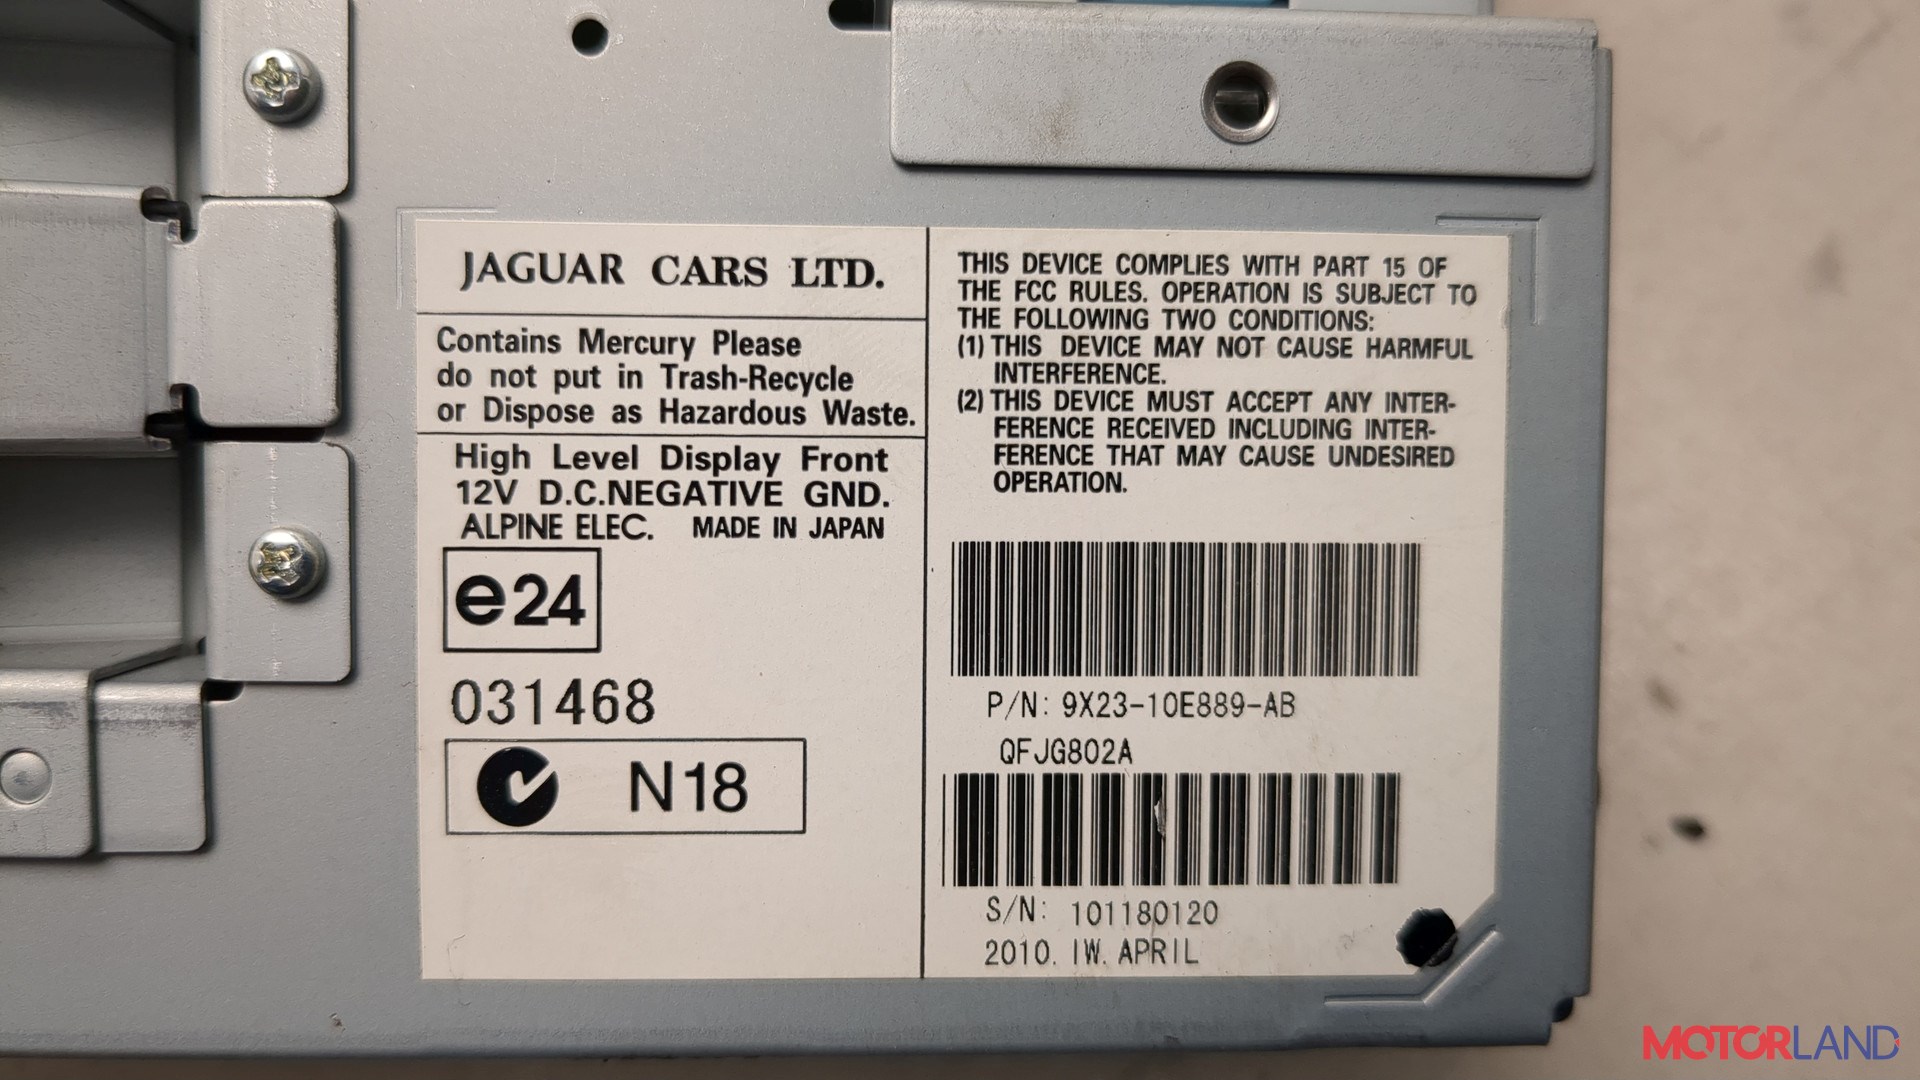 JAGUAR CARS LTD.
Contains Mercury Please
do not put in Trash-Recycle
or Dispose as Hazardous Waste.
High Level Display Front
12V D.C.NEGATIVE GND.
ALPINE ELEC. MADE IN JAPAN
e24
031468
N18
THIS DEVICE COMPLIES WITH PART 15 OF
THE FCC RULES. OPERATION IS SUBJECT TO
THE FOLLOWING TWO CONDITIONS:
(1) THIS DEVICE MAY NOT CAUSE HARMFUL
INTERFERENCE.
(2) THIS DEVICE MUST ACCEPT ANY INTER-
FERENCE RECEIVED INCLUDING INTER-
FERENCE THAT MAY CAUSE UNDESIRED
OPERATION.
P/N: 9X23-10E889-AB
QFJG802A
S/N: 101180120
2010. IW. APRIL
MOTORLAND